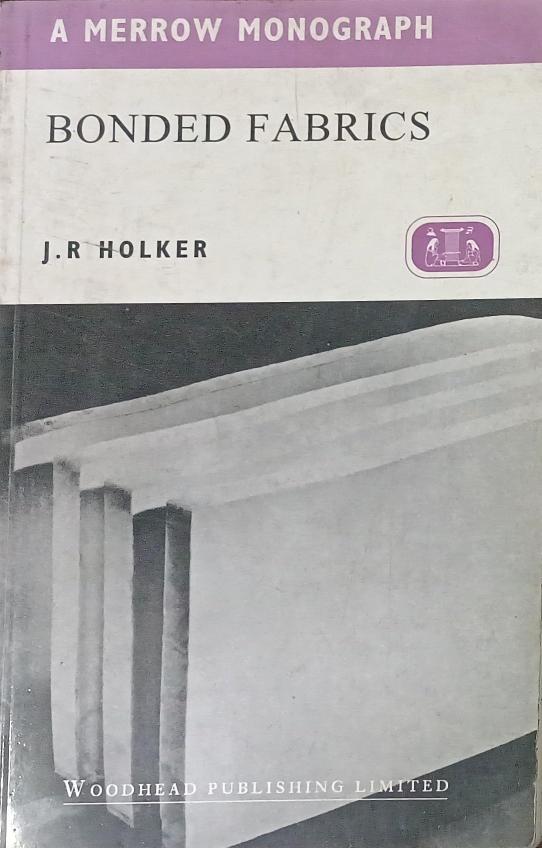 A MERROW MONOGRAPH
BONDED FABRICS
J.R HOLKER
WOODHEAD PUBLISHING LIMITED